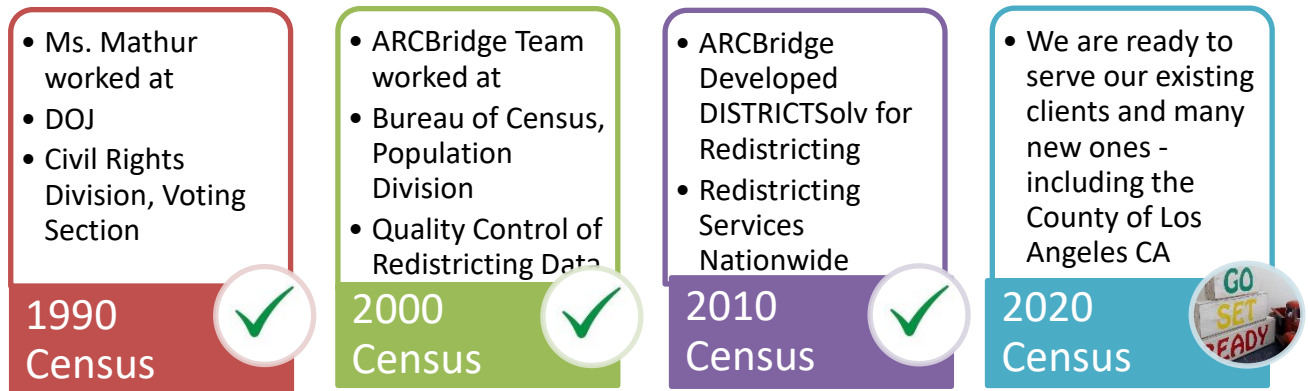 • Ms. Mathur
worked at
• DOJ
• Civil Rights
Division, Voting
Section
1990
Census
• ARCBridge Team
worked at
• Bureau of Census,
Population
Division
• Quality Control of
Redistricting Data
2000
Census
• ARCBridge
Developed
DISTRICTSolv for
Redistricting
• Redistricting
Services
Nationwide
2010
Census
• We are ready to
serve our existing
clients and many
new ones -
including the
County of Los
Angeles CA
GO
SET
READY
2020
Census